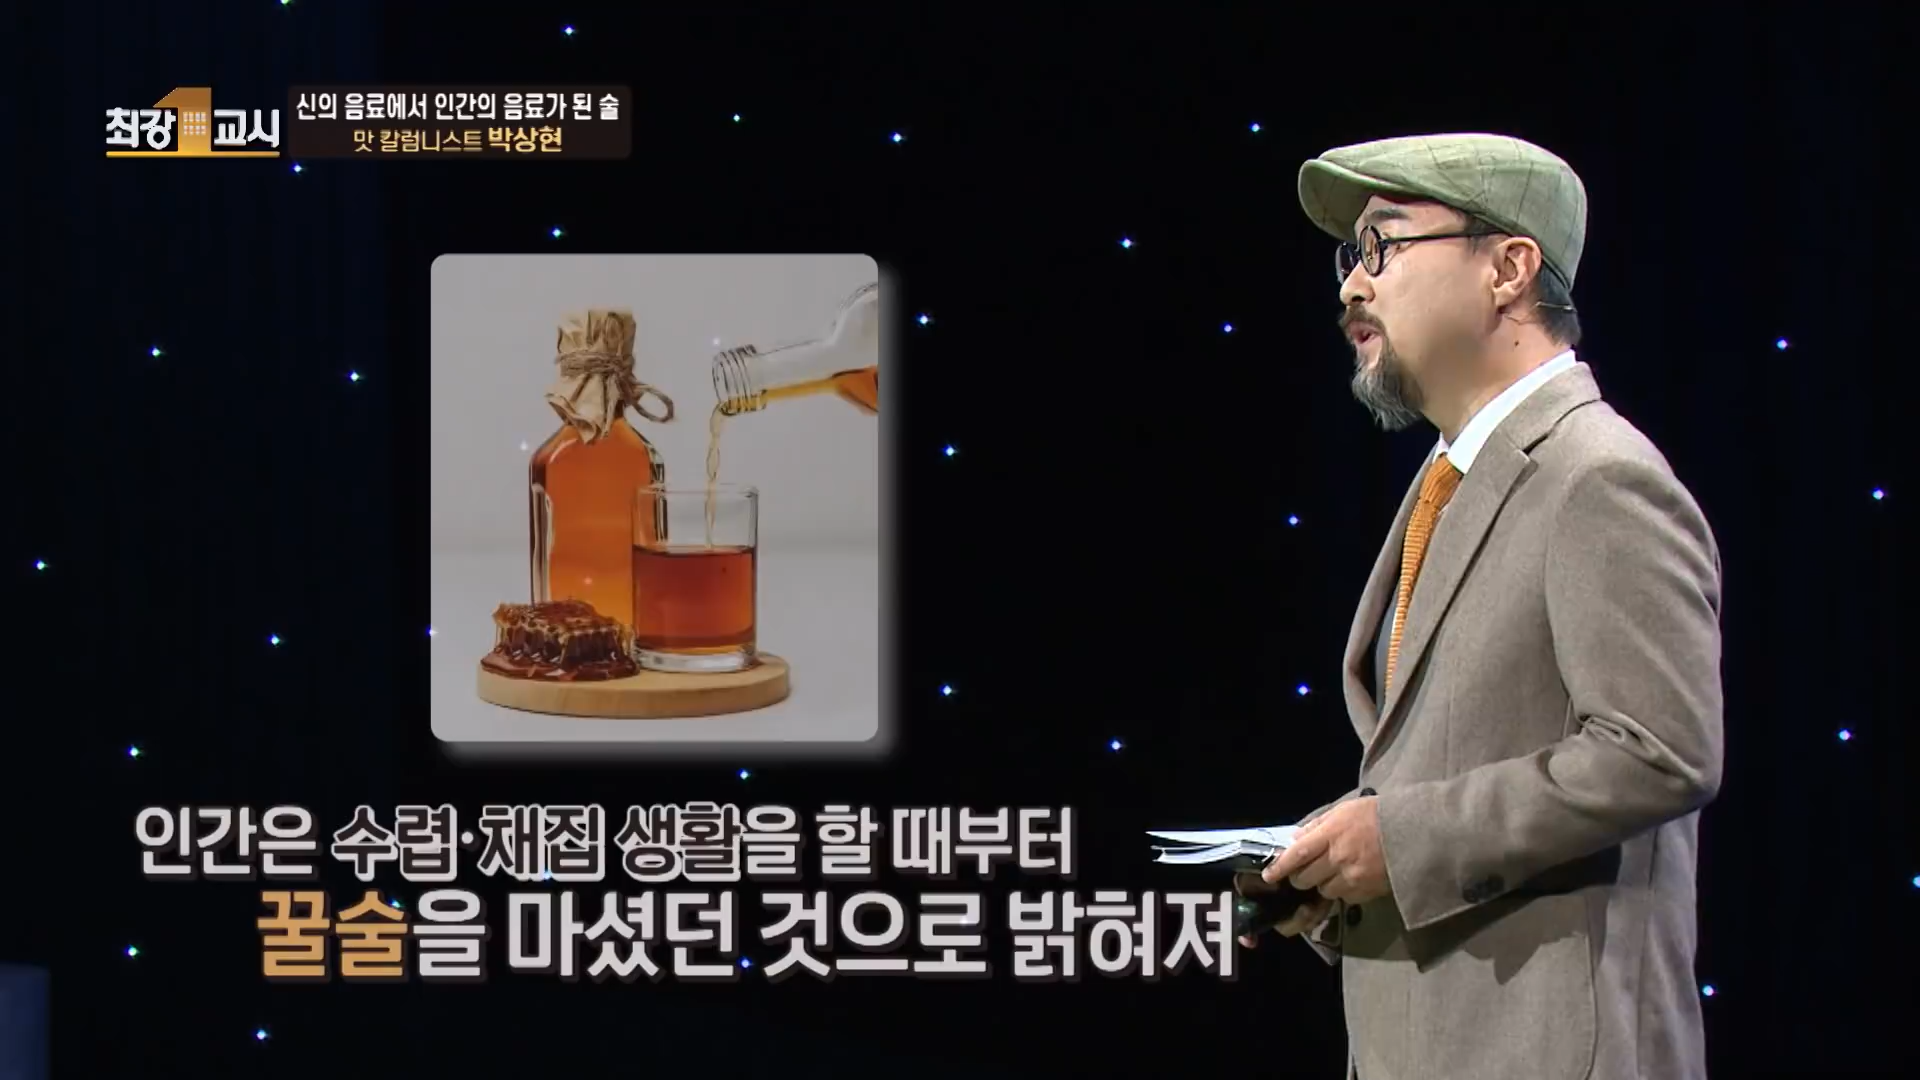 최강1교시
신의 음료에서 인간의 음료가 된 술
맛 칼럼니스트 박상현
인간은 수렵·채집 생활을 할 때부터
꿀술을 마셨던 것으로 밝혀져